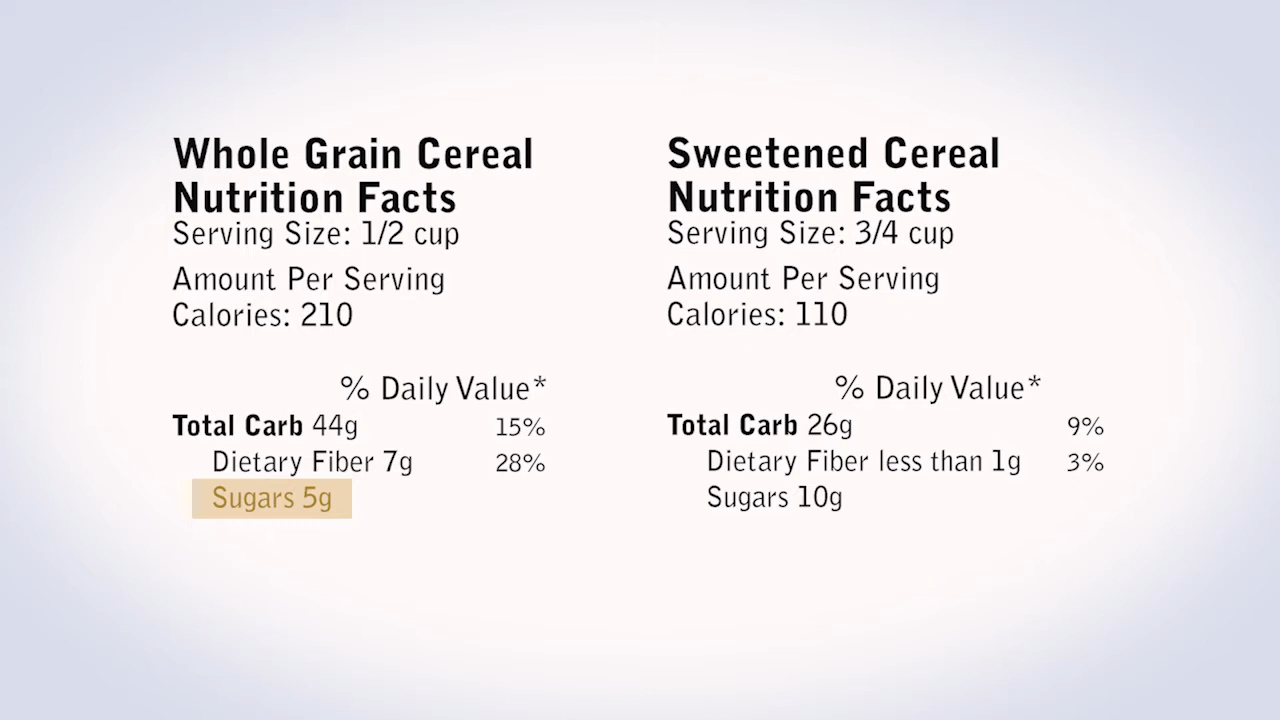 Whole Grain Cereal
Nutrition Facts
Serving Size: 1/2 cup
Amount Per Serving
Calories: 210
% Daily Value*
Total Carb 44g 15%
Dietary Fiber 7g 28%
Sugars 5g
Sweetened Cereal
Nutrition Facts
Serving Size: 3/4 cup
Amount Per Serving
Calories: 110
% Daily Value*
Total Carb 26g 9%
Dietary Fiber less than 1g 3%
Sugars 10g